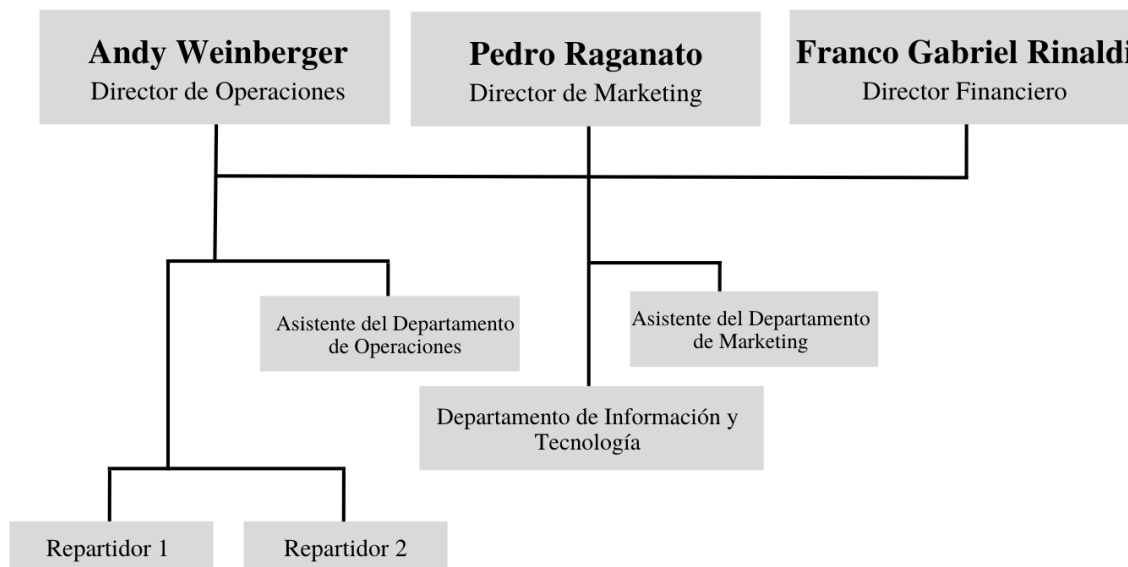 Andy Weinberger
Director de Operaciones
Pedro Raganato
Director de Marketing
Franco Gabriel Rinaldi
Director Financiero
Asistente del Departamento
de Operaciones
Asistente del Departamento
de Marketing
Departamento de Información y
Tecnología
Repartidor 1
Repartidor 2